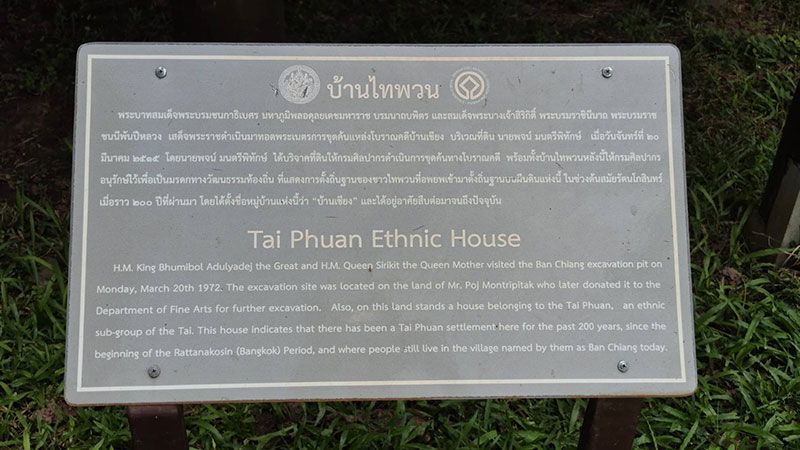 บ้านไทพวน
พระบาทสมเด็จพระบรมชนกาธิเบศร มหาภูมิพลอดุลยเดชมหาราช บรมนาถบพิตร และสมเด็จพระนางเจ้าสิริกิติ์ พระบรมราชินีนาถ พระบรมราช
ชนนีพันปีหลวง เสด็จพระราชดำเนินมาทอดพระเนตรการขุดค้นแหล่งโบราณคดีบ้านเชียง บริเวณที่ดิน นายพจน์ มนตรีพิทักษ์ เมื่อวันจันทร์ที่ ๒๐
มีนาคม ๒๕๑๕ โดยนายพจน์ มนตรีพิทักษ์ ได้บริจาคที่ดินให้กรมศิลปากรดำเนินการขุดค้นทางโบราณคดี พร้อมทั้งบ้านไทพวนหลังนี้ให้กรมศิลปากร
อนุรักษ์ไว้เพื่อเป็นมรดกทางวัฒนธรรมท้องถิ่น ที่แสดงการตั้งถิ่นฐานของชาวไทพวนที่อพยพเข้ามาตั้งถิ่นฐานบนผืนดินแห่งนี้ ในช่วงต้นสมัยรัตนโกสินทร์
เมื่อราว ๒๐๐ ปีที่ผ่านมา โดยได้ตั้งชื่อหมู่บ้านแห่งนี้ว่า “บ้านเชียง” และได้อยู่อาศัยสืบต่อมาจนถึงปัจจุบัน
Tai Phuan Ethnic House
H.M. King Bhumibol Adulyadej the Great and H.M. Queen Sirikit the Queen Mother visited the Ban Chiang excavation pit on
Monday, March 20th 1972. The excavation site was located on the land of Mr. Poj Montripitak who later donated it to the
Department of Fine Arts for further excavation. Also, on this land stands a house belonging to the Tai Phuan, an ethnic
sub-group of the Tai. This house indicates that there has been a Tai Phuan settlement here for the past 200 years, since the
beginning of the Rattanakosin (Bangkok) Period, and where people still live in the village named by them as Ban Chiang today.